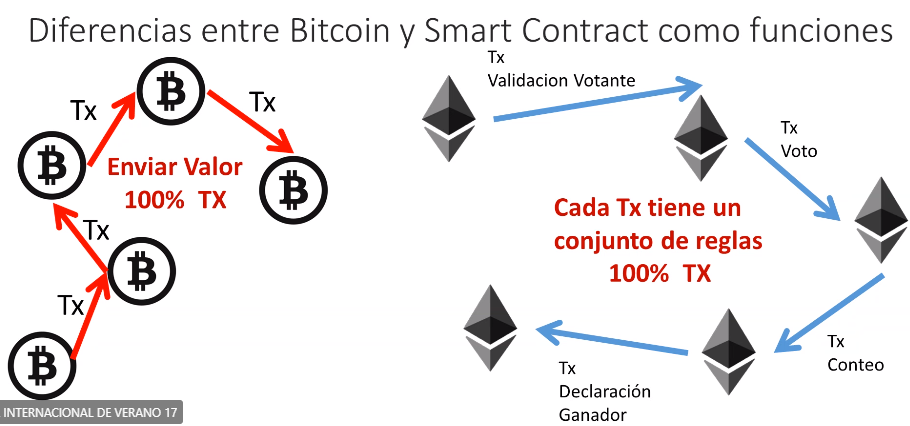 Diferencias entre Bitcoin y Smart Contract como funciones
Tx
Tx
Enviar Valor
100% TX
Tx
Tx
Tx
Validacion Votante
Tx
Voto
Cada Tx tiene un
conjunto de reglas
100% TX
Tx
Conteo
Tx
Declaración
Ganador
INTERNACIONAL DE VERANO 17